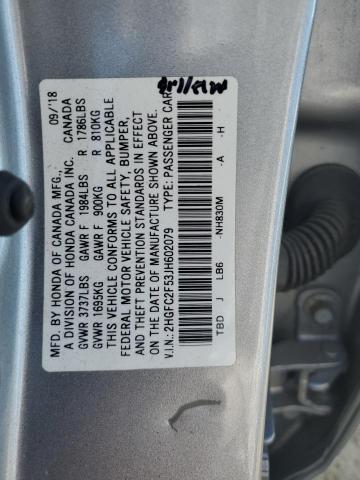 MFD. BY HONDA OF CANADA MFG., 09/'18
A DIVISION OF HONDA CANADA INC. CANADA
GVWR 3737LBS GAWR F 1984LBS R 1786LBS
GVWR 1695KG GAWR F 900KG R 810KG
THIS VEHICLE CONFORMS TO ALL APPLICABLE
FEDERAL MOTOR VEHICLE SAFETY, BUMPER,
AND THEFT PREVENTION STANDARDS IN EFFECT
ON THE DATE OF MANUFACTURE SHOWN ABOVE.
V.I.N.: 2HGFC2F53JH602079 TYPE: PASSENGER CAR
TBD J LB6 -NH830M -A -H